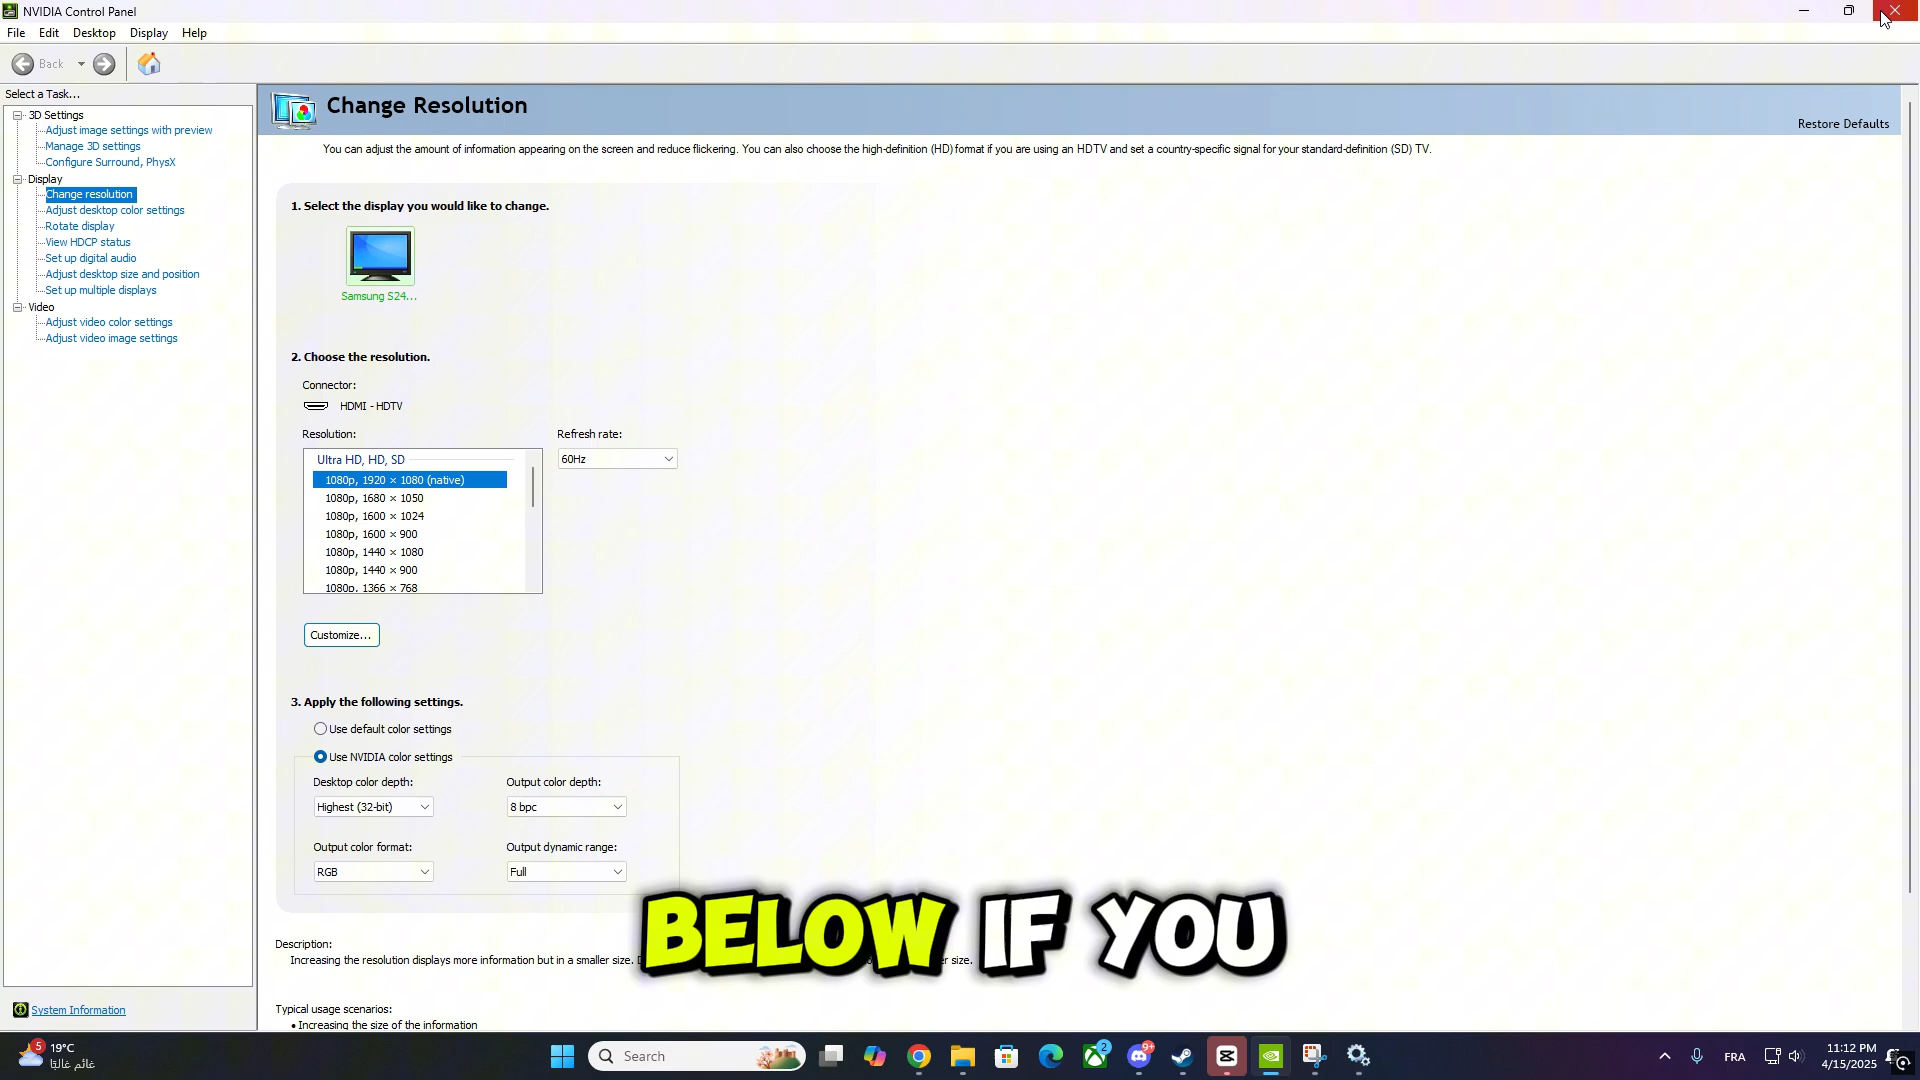 NVIDIA Control Panel
File Edit Desktop Display Help
Back
Select a Task...
3D Settings
Adjust image settings with preview
Manage 3D settings
Configure Surround, PhysX
Display
Change resolution
Adjust desktop color settings
Rotate display
View HDCP status
Set up digital audio
Adjust desktop size and position
Set up multiple displays
Video
Adjust video color settings
Adjust video image settings
System Information
Change Resolution
Restore Defaults
You can adjust the amount of information appearing on the screen and reduce flickering. You can also choose the high-definition (HD) format if you are using an HDTV and set a country-specific signal for your standard-definition (SD) TV.
1. Select the display you would like to change.
Samsung S24...
2. Choose the resolution.
Connector:
HDMI - HDTV
Resolution:
Refresh rate:
Ultra HD, HD, SD
60Hz
1080p, 1920 × 1080 (native)
1080p, 1680 × 1050
1080p, 1600 × 1024
1080p, 1600 × 900
1080p, 1440 × 1080
1080p, 1440 × 900
1080p, 1366 × 768
Customize...
3. Apply the following settings.
Use default color settings
Use NVIDIA color settings
Desktop color depth:
Output color depth:
Highest (32-bit)
8 bpc
Output color format:
Output dynamic range:
RGB
Full
BELOW IF YOU
Description:
Increasing the resolution displays more information but in a smaller size. er size.
Typical usage scenarios:
• Increasing the size of the information
5
19°C
غائم غالبًا
Search
2
9+
FRA
11:12 PM
4/15/2025